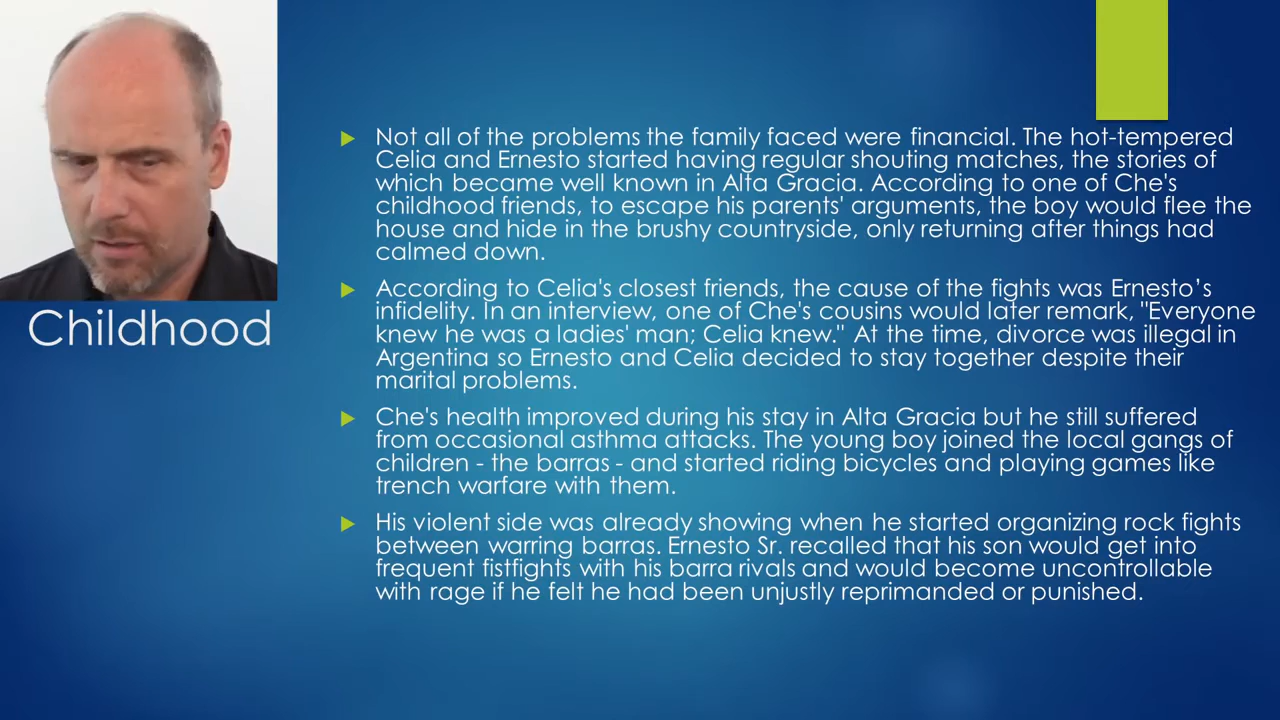 Childhood
Not all of the problems the family faced were financial. The hot-tempered
Celia and Ernesto started having regular shouting matches, the stories of
which became well known in Alta Gracia. According to one of Che's
childhood friends, to escape his parents' arguments, the boy would flee the
house and hide in the brushy countryside, only returning after things had
calmed down.
According to Celia's closest friends, the cause of the fights was Ernesto’s
infidelity. In an interview, one of Che's cousins would later remark, "Everyone
knew he was a ladies' man; Celia knew." At the time, divorce was illegal in
Argentina so Ernesto and Celia decided to stay together despite their
marital problems.
Che's health improved during his stay in Alta Gracia but he still suffered
from occasional asthma attacks. The young boy joined the local gangs of
children - the barras - and started riding bicycles and playing games like
trench warfare with them.
His violent side was already showing when he started organizing rock fights
between warring barras. Ernesto Sr. recalled that his son would get into
frequent fistfights with his barra rivals and would become uncontrollable
with rage if he felt he had been unjustly reprimanded or punished.